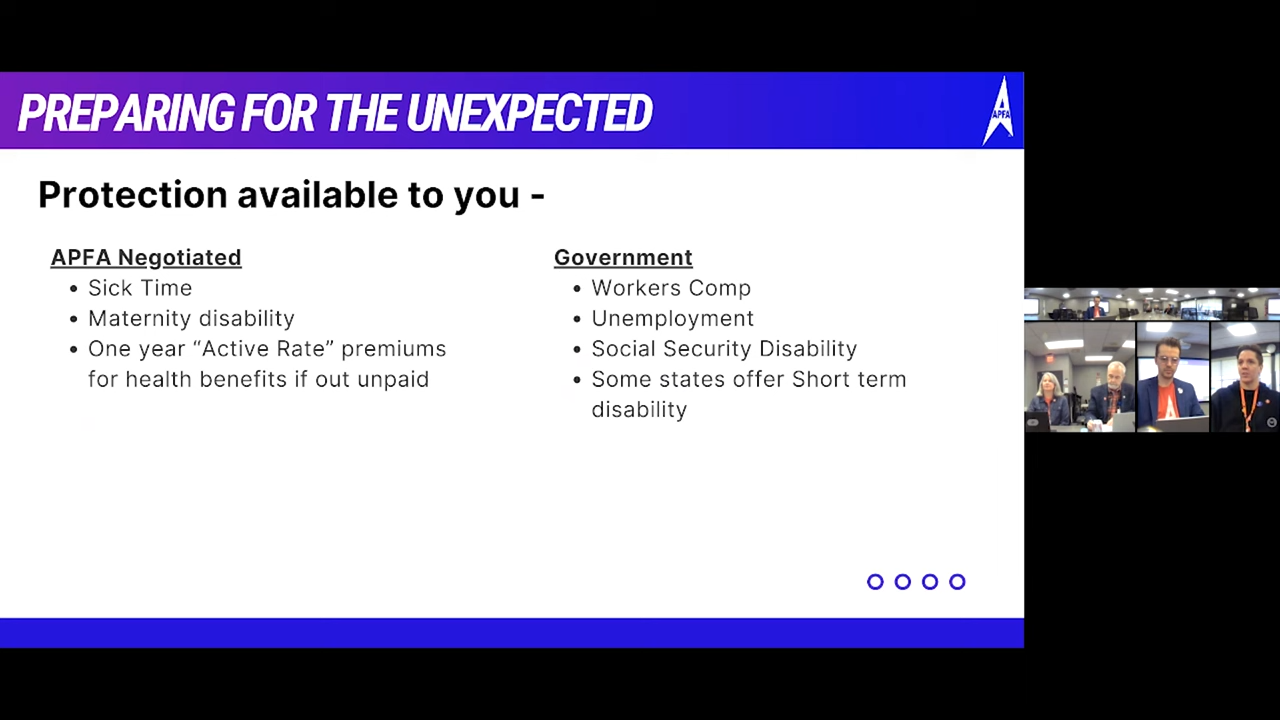 PREPARING FOR THE UNEXPECTED
APFA
Protection available to you -
APFA Negotiated
• Sick Time
• Maternity disability
• One year “Active Rate” premiums
for health benefits if out unpaid
Government
• Workers Comp
• Unemployment
• Social Security Disability
• Some states offer Short term
disability